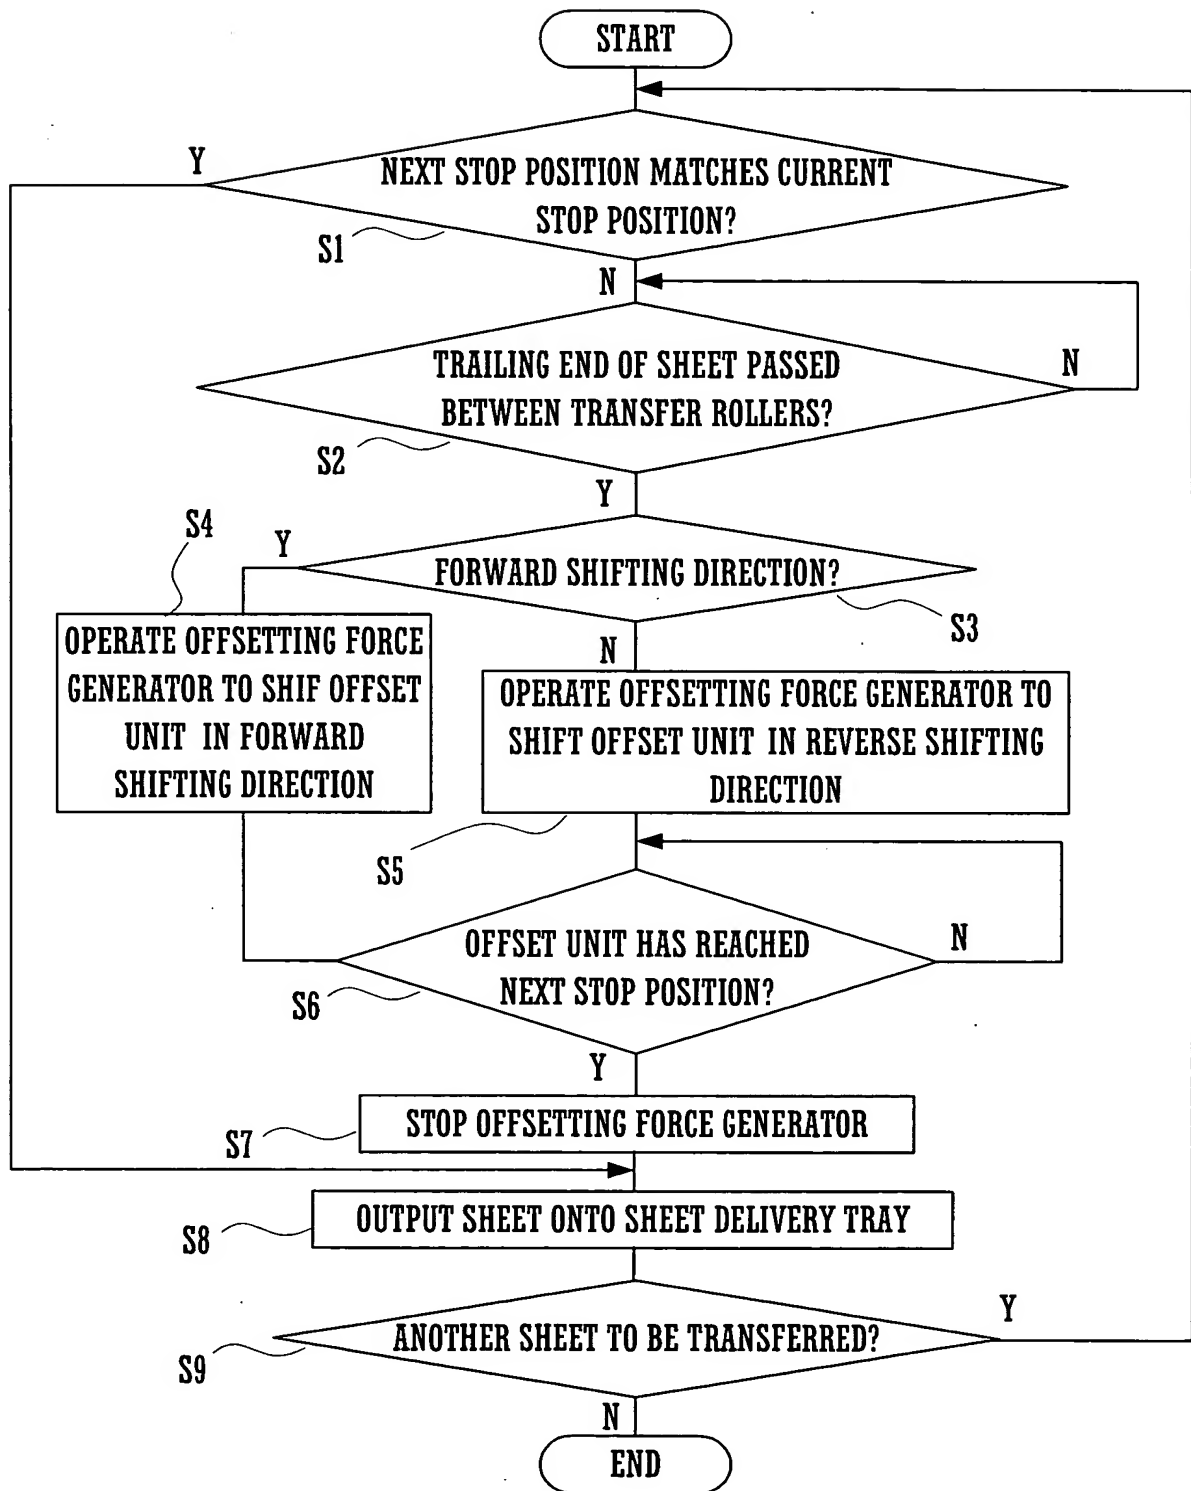 START
Y
NEXT STOP POSITION MATCHES CURRENT
STOP POSITION?
S1
N
TRAILING END OF SHEET PASSED
BETWEEN TRANSFER ROLLERS?
N
S2
Y
S4
Y
FORWARD SHIFTING DIRECTION?
S3
N
OPERATE OFFSETTING FORCE
GENERATOR TO SHIF OFFSET
UNIT IN FORWARD
SHIFTING DIRECTION
OPERATE OFFSETTING FORCE GENERATOR TO
SHIFT OFFSET UNIT IN REVERSE SHIFTING
DIRECTION
S5
OFFSET UNIT HAS REACHED
NEXT STOP POSITION?
N
S6
Y
STOP OFFSETTING FORCE GENERATOR
S7
OUTPUT SHEET ONTO SHEET DELIVERY TRAY
S8
ANOTHER SHEET TO BE TRANSFERRED?
Y
S9
N
END